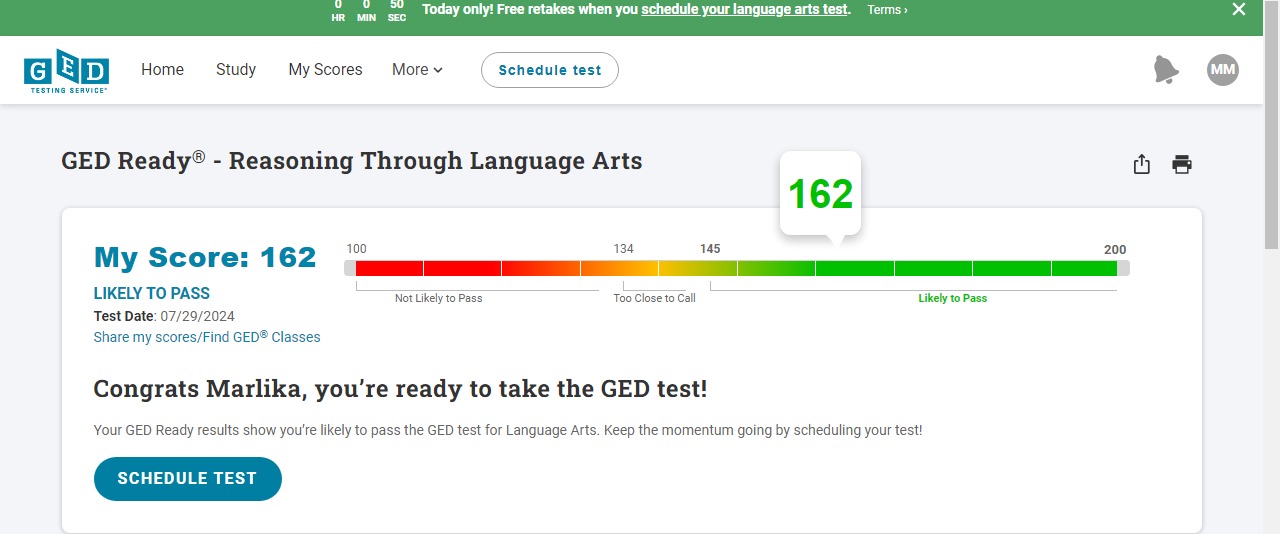 0 0 50
HR MIN SEC
Today only! Free retakes when you schedule your language arts test. Terms ›
GED
TESTING SERVICE®
Home Study My Scores More Schedule test MM
GED Ready® - Reasoning Through Language Arts
162
My Score: 162
100 134 145 200
Not Likely to Pass Too Close to Call Likely to Pass
LIKELY TO PASS
Test Date: 07/29/2024
Share my scores/Find GED® Classes
Congrats Marlika, you’re ready to take the GED test!
Your GED Ready results show you’re likely to pass the GED test for Language Arts. Keep the momentum going by scheduling your test!
SCHEDULE TEST